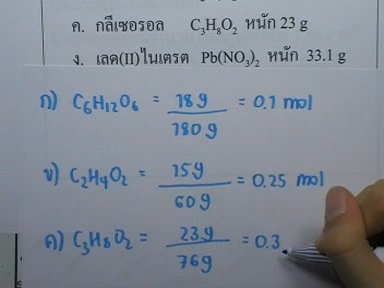 ค. กลีเซอรอล C₃H₈O₂ หนัก 23 g
ง. เลด(II)ไนเตรต Pb(NO₃)₂ หนัก 33.1 g
ก) C₆H₁₂O₆ = 18g / 180g = 0.1 mol
ข) C₂H₄O₂ = 15g / 60g = 0.25 mol
ค) C₃H₈O₂ = 23g / 76g = 0.3